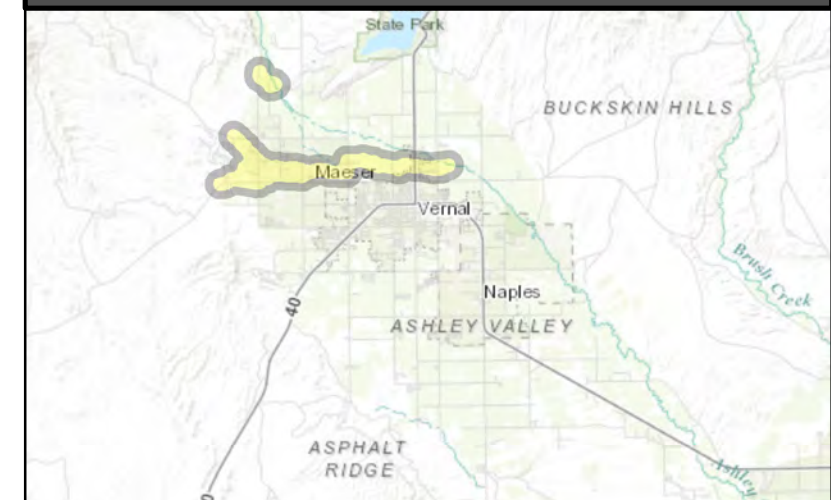 State Park
BUCKSKIN HILLS
Maeser
Vernal
Brush Creek
Naples
40
ASHLEY VALLEY
ASPHALT
RIDGE
Ashley